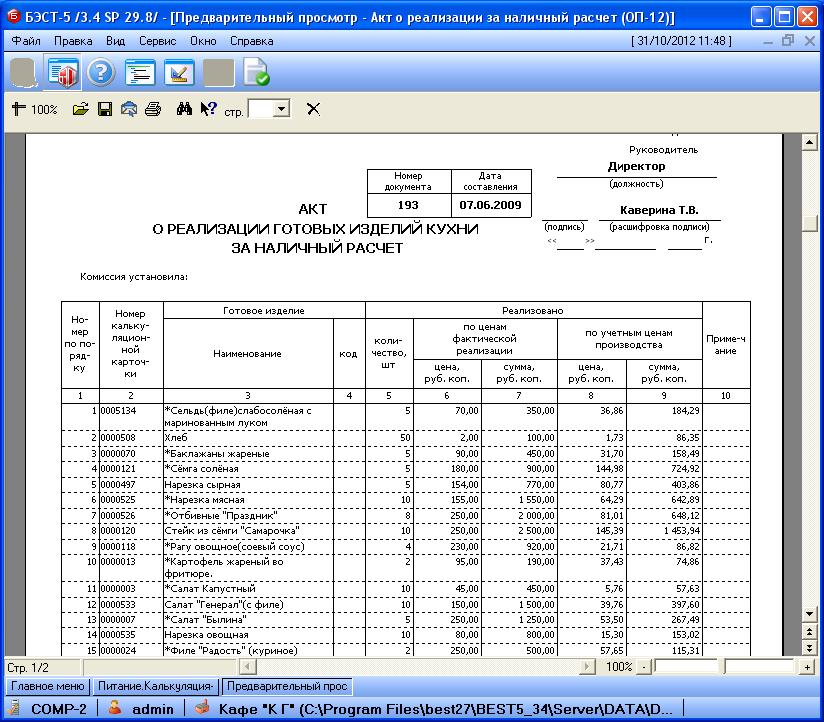 БЭСТ-5 /3.4 SP 29.8/ - [Предварительный просмотр - Акт о реализации за наличный расчет (ОП-12)]
Файл Правка Вид Сервис Окно Справка [ 31/10/2012 11:48 ]
100% стр.
Руководитель
Директор
(должность)
Номер документа Дата составления
193 07.06.2009
Каверина Т.В.
(подпись) (расшифровка подписи)
<< >> г.
АКТ
О РЕАЛИЗАЦИИ ГОТОВЫХ ИЗДЕЛИЙ КУХНИ
ЗА НАЛИЧНЫЙ РАСЧЕТ
Комиссия установила:
Но-мер по по-ряд-ку Номер кальку-ляцион-ной карточ-ки Готовое изделие Реализовано Примеч-ание
Наименование код коли-чество, шт по ценам фактической реализации по учетным ценам производства
цена, руб. коп. сумма, руб. коп. цена, руб. коп. сумма, руб. коп.
1 2 3 4 5 6 7 8 9 10
1 0005134 *Сельдь(филе)слабосолёная с 5 70,00 350,00 36,86 184,29
маринованным луком
2 0000508 Хлеб 50 2,00 100,00 1,73 86,35
3 0000070 *Баклажаны жареные 5 90,00 450,00 31,70 158,49
4 0000121 *Сёмга солёная 5 180,00 900,00 144,98 724,92
5 0000497 Нарезка сырная 5 154,00 770,00 80,77 403,86
6 0000525 *Нарезка мясная 10 155,00 1 550,00 64,29 642,89
7 0000526 *Отбивные "Праздник" 8 250,00 2 000,00 81,01 648,12
8 0000120 Стейк из сёмги "Самарочка" 10 250,00 2 500,00 145,39 1 453,94
9 0000118 *Рагу овощное(соевый соус) 4 230,00 920,00 21,71 86,82
10 0000013 *Картофель жареный во 2 95,00 190,00 37,43 74,86
фритюре.
11 0000003 *Салат Капустный 10 45,00 450,00 5,76 57,63
12 0000533 Салат "Генерал"(с филе) 10 150,00 1 500,00 39,76 397,60
13 0000007 *Салат "Былина" 5 250,00 1 250,00 53,50 267,49
14 0000535 Нарезка овощная 10 80,00 800,00 15,30 153,02
15 0000024 *Филе "Радость" (куриное) 2 250,00 500,00 57,65 115,31
Стр. 1/2 100% - +
Главное меню Питание.Калькуляция- Предварительный прос
COMP-2 admin Кафе "К Г" (C:\Program Files\best27\BEST5_34\Server\DATA\D...